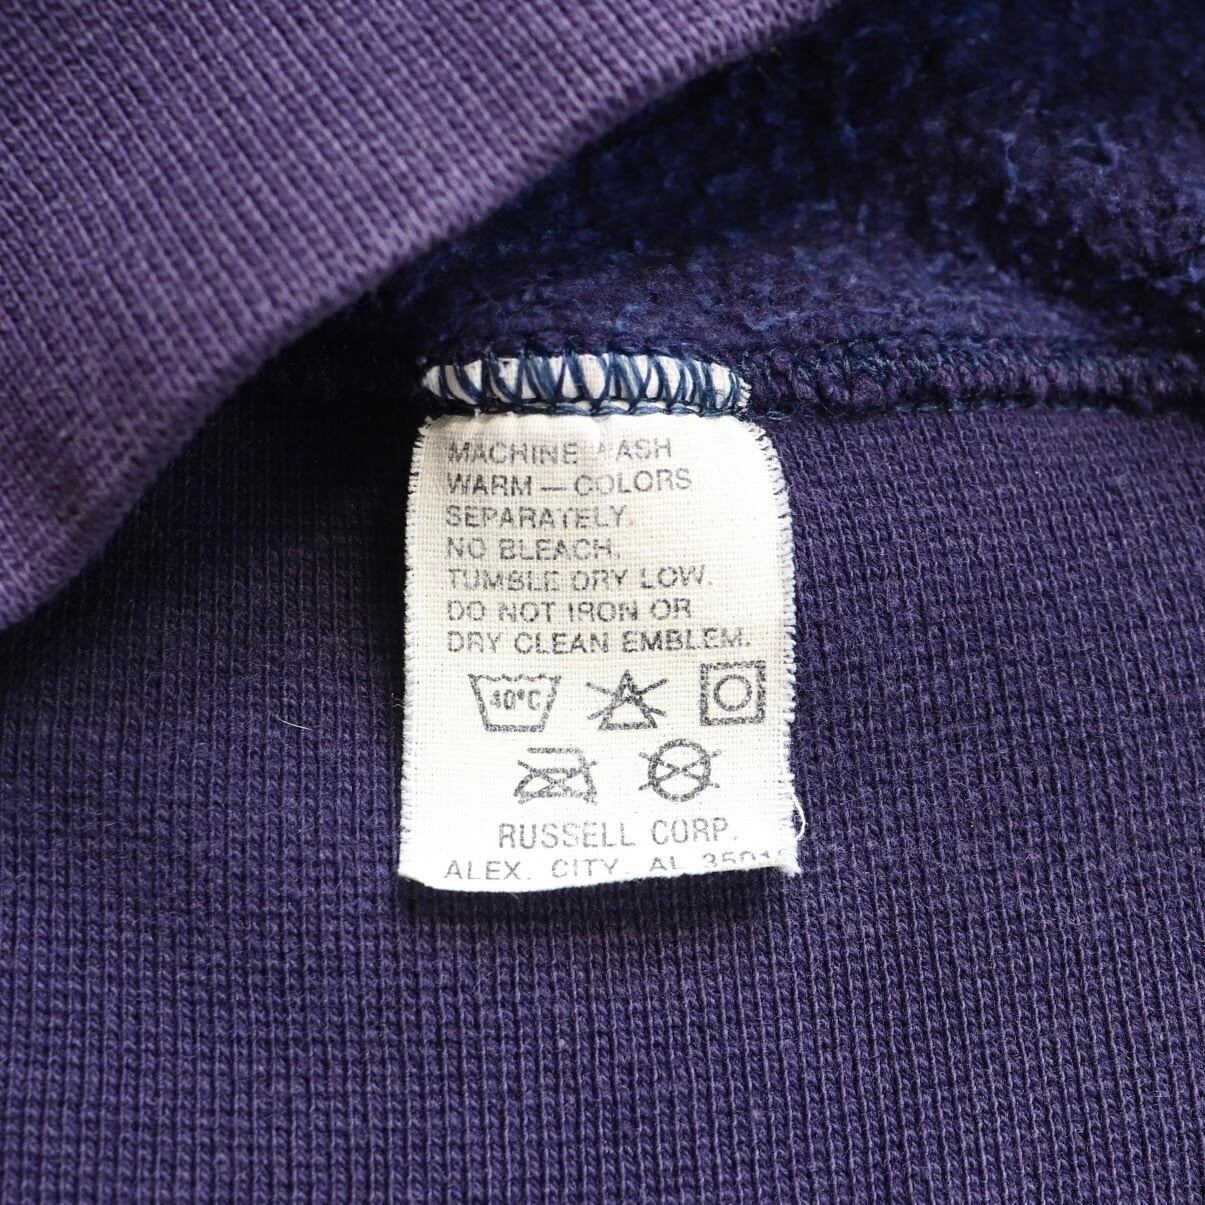 MACHINE WASH
WARM — COLORS
SEPARATELY.
NO BLEACH.
TUMBLE DRY LOW.
DO NOT IRON OR
DRY CLEAN EMBLEM.
40°C
RUSSELL CORP.
ALEX. CITY, AL